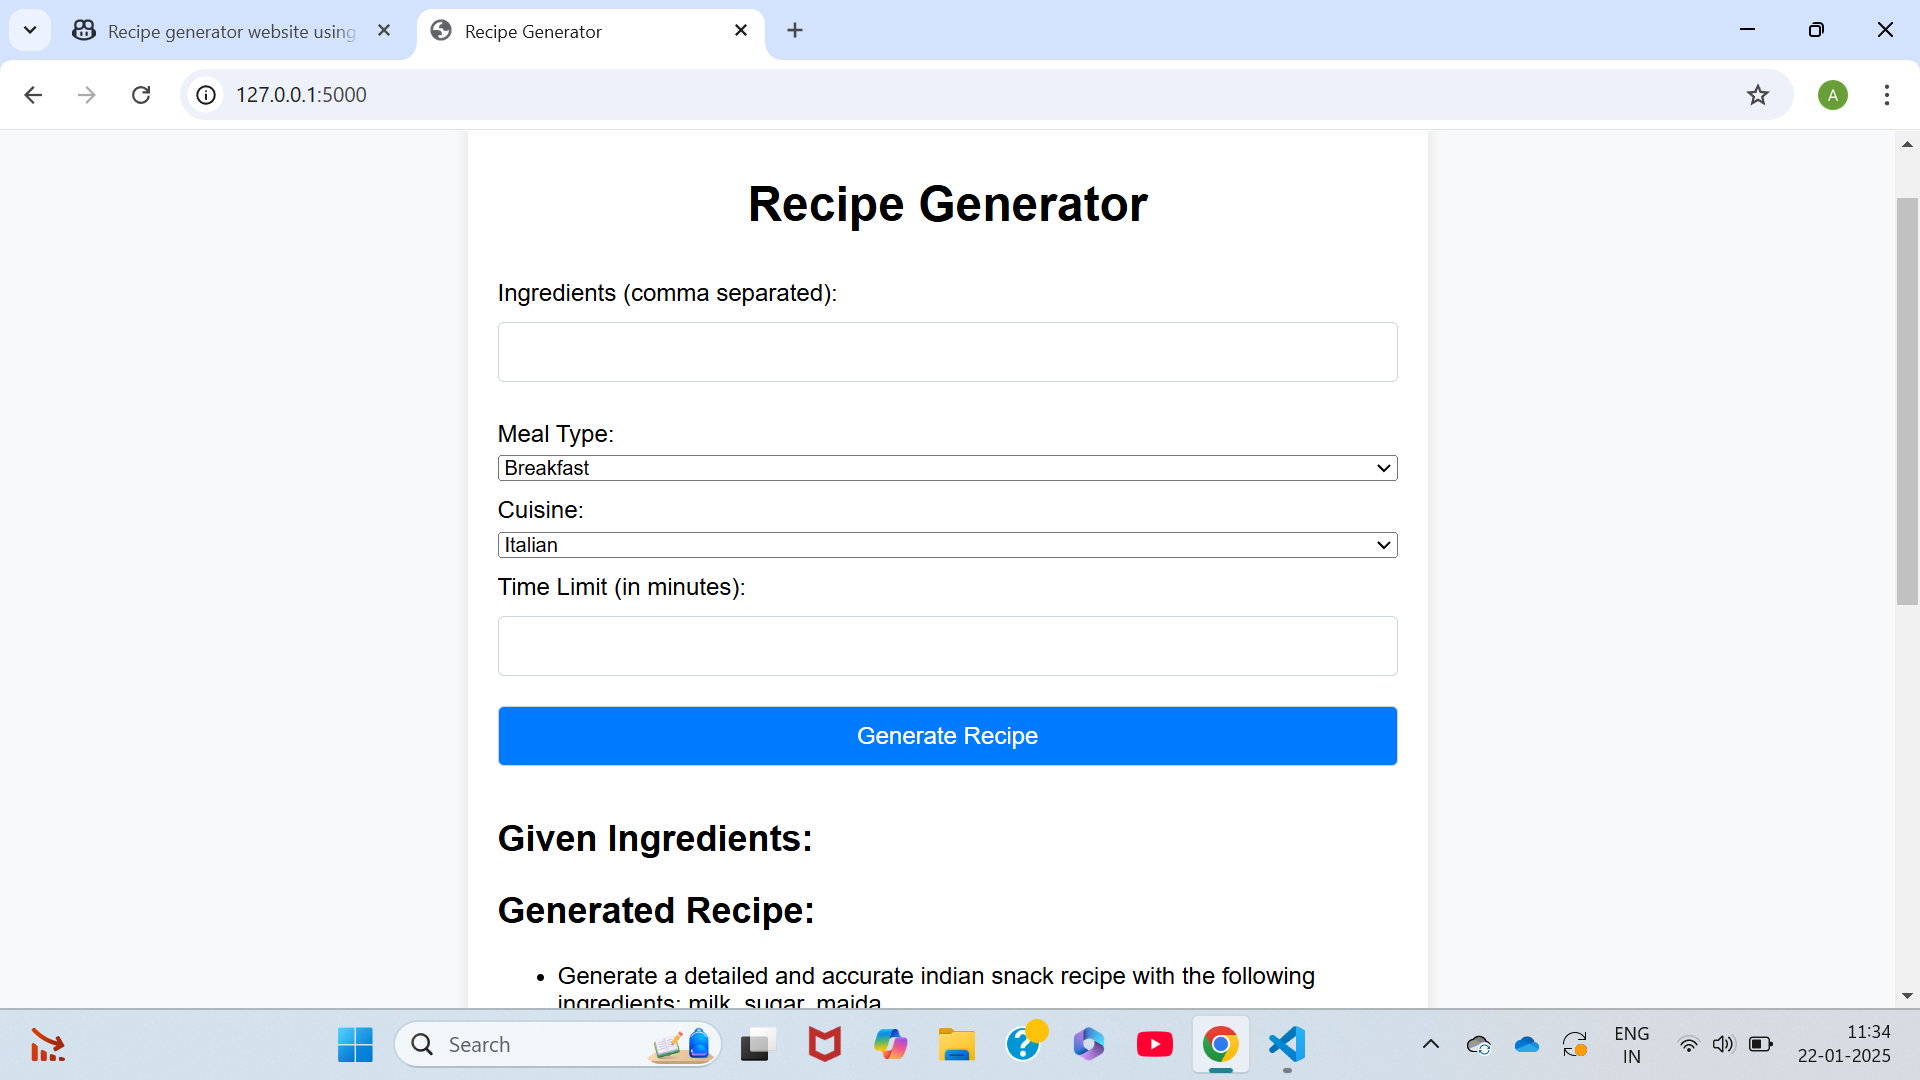 Recipe generator website using
Recipe Generator
127.0.0.1:5000
A
Recipe Generator
Ingredients (comma separated):
Meal Type:
Breakfast
Cuisine:
Italian
Time Limit (in minutes):
Generate Recipe
Given Ingredients:
Generated Recipe:
• Generate a detailed and accurate indian snack recipe with the following
ingredients: milk, sugar, maida
Search
ENG
IN
11:34
22-01-2025